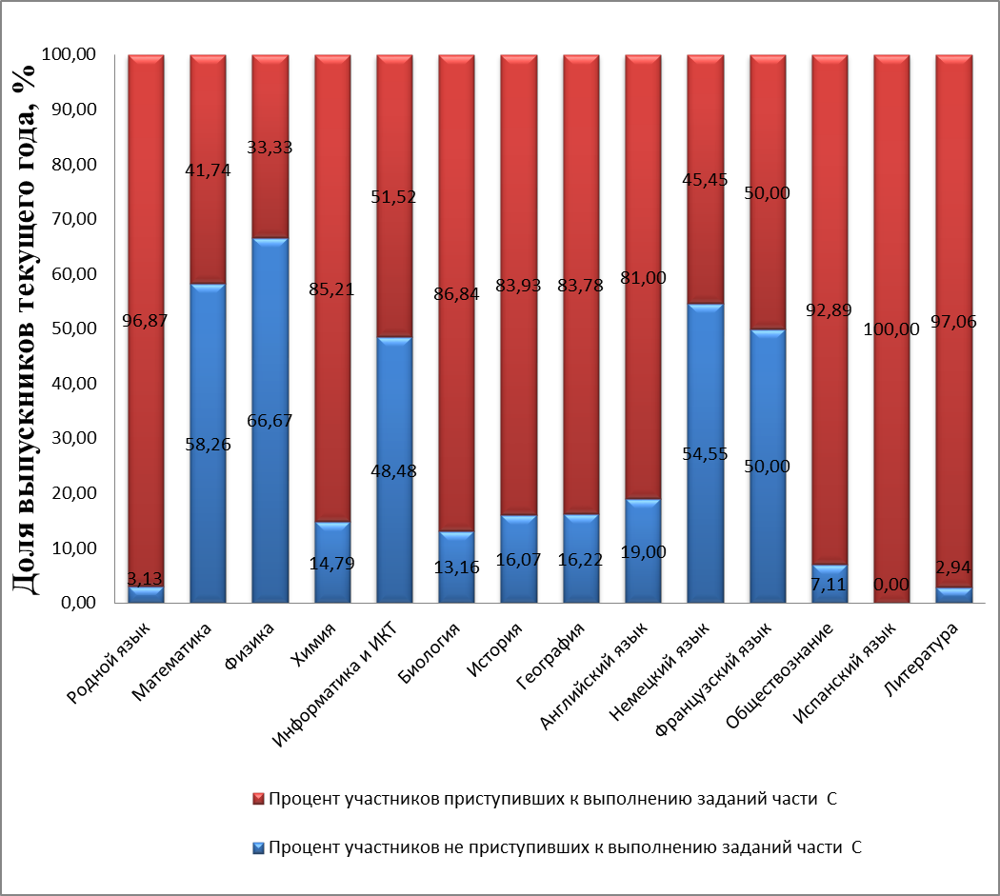 Доля выпускников текущего года, %
100,00
90,00
80,00
70,00
60,00
50,00
40,00
30,00
20,00
10,00
0,00
96,87
41,74
33,33
85,21
51,52
86,84
83,93
83,78
81,00
45,45
50,00
92,89
100,00
97,06
3,13
58,26
66,67
14,79
48,48
13,16
16,07
16,22
19,00
54,55
50,00
7,11
0,00
2,94
Родной язык
Математика
Физика
Химия
Информатика и ИКТ
Биология
История
География
Английский язык
Немецкий язык
Французский язык
Обществознание
Испанский язык
Литература
Процент участников приступивших к выполнению заданий части С
Процент участников не приступивших к выполнению заданий части С